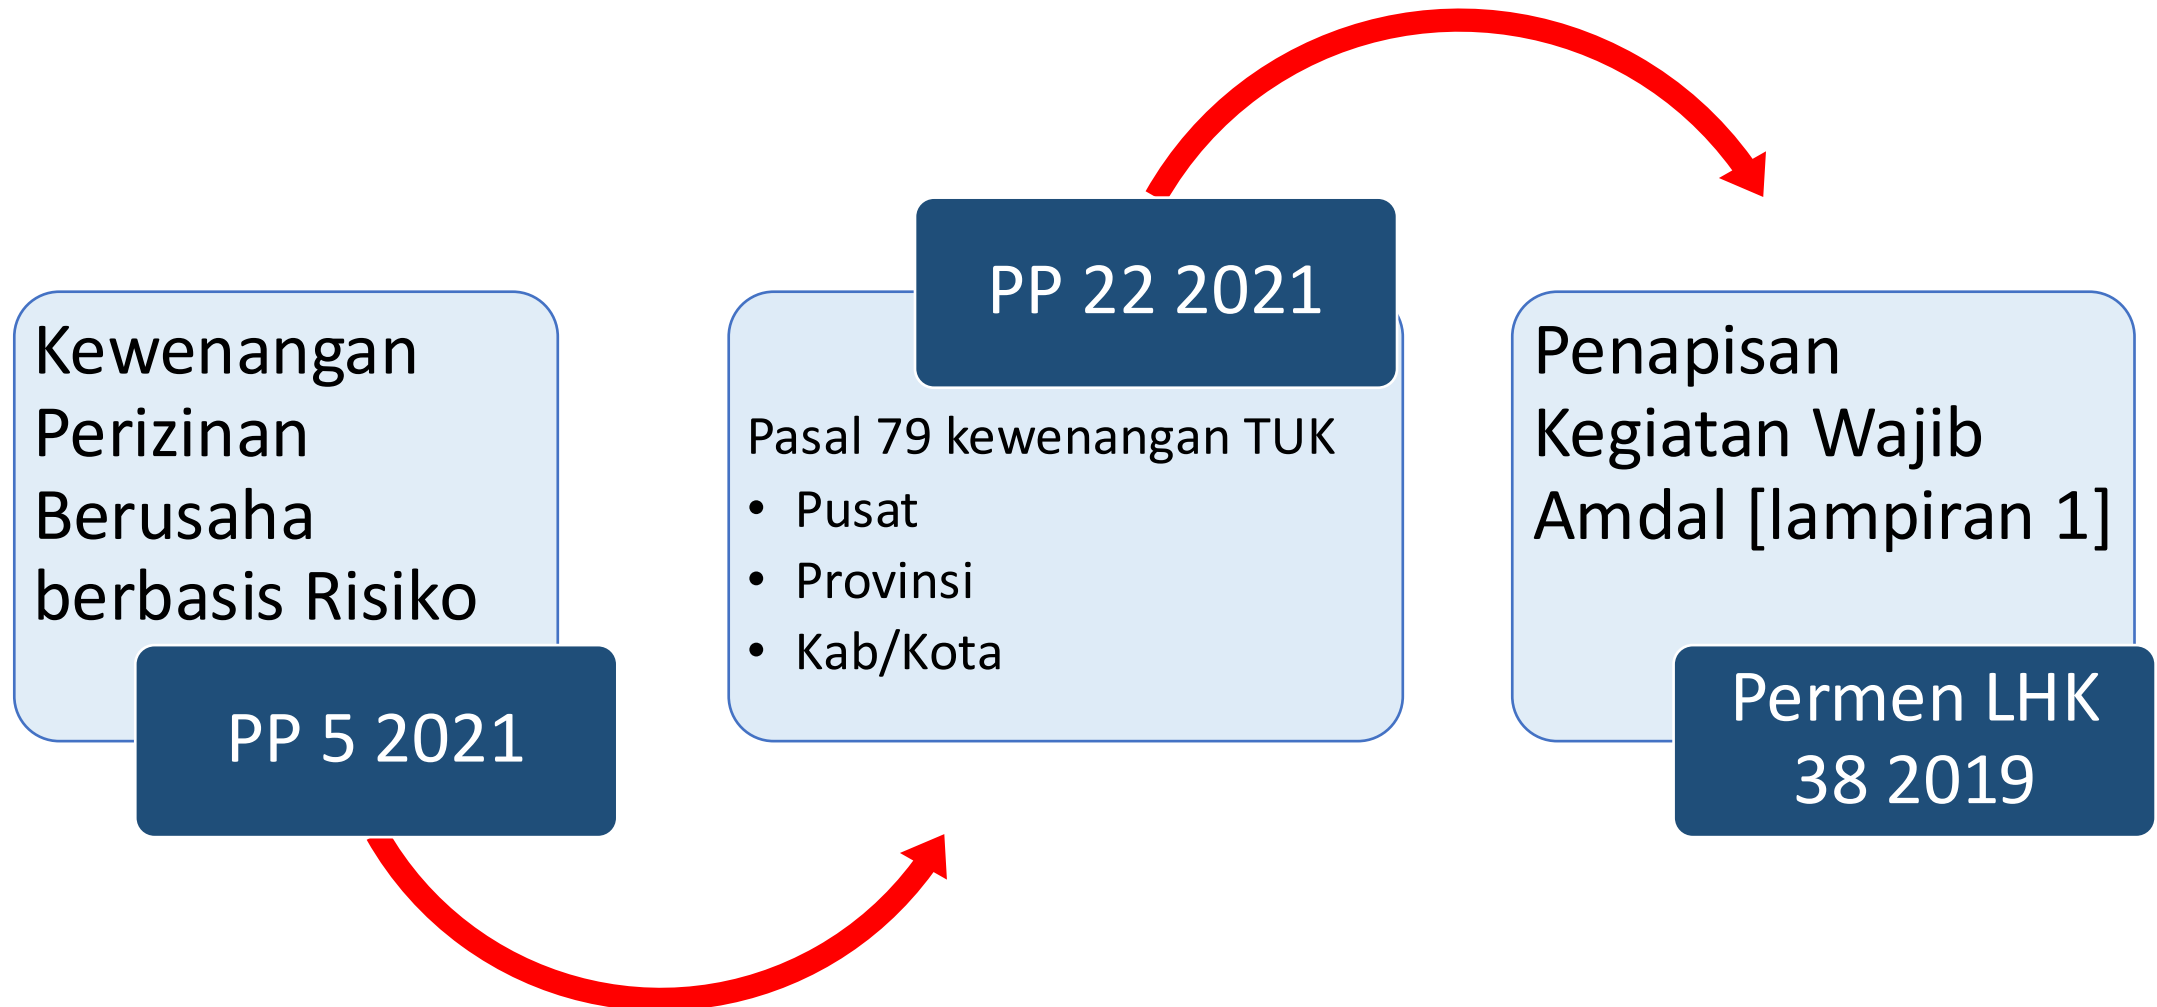 Kewenangan
Perizinan
Berusaha
berbasis Risiko
PP 5 2021
PP 22 2021
Pasal 79 kewenangan TUK
• Pusat
• Provinsi
• Kab/Kota
Penapisan
Kegiatan Wajib
Amdal [lampiran 1]
Permen LHK
38 2019